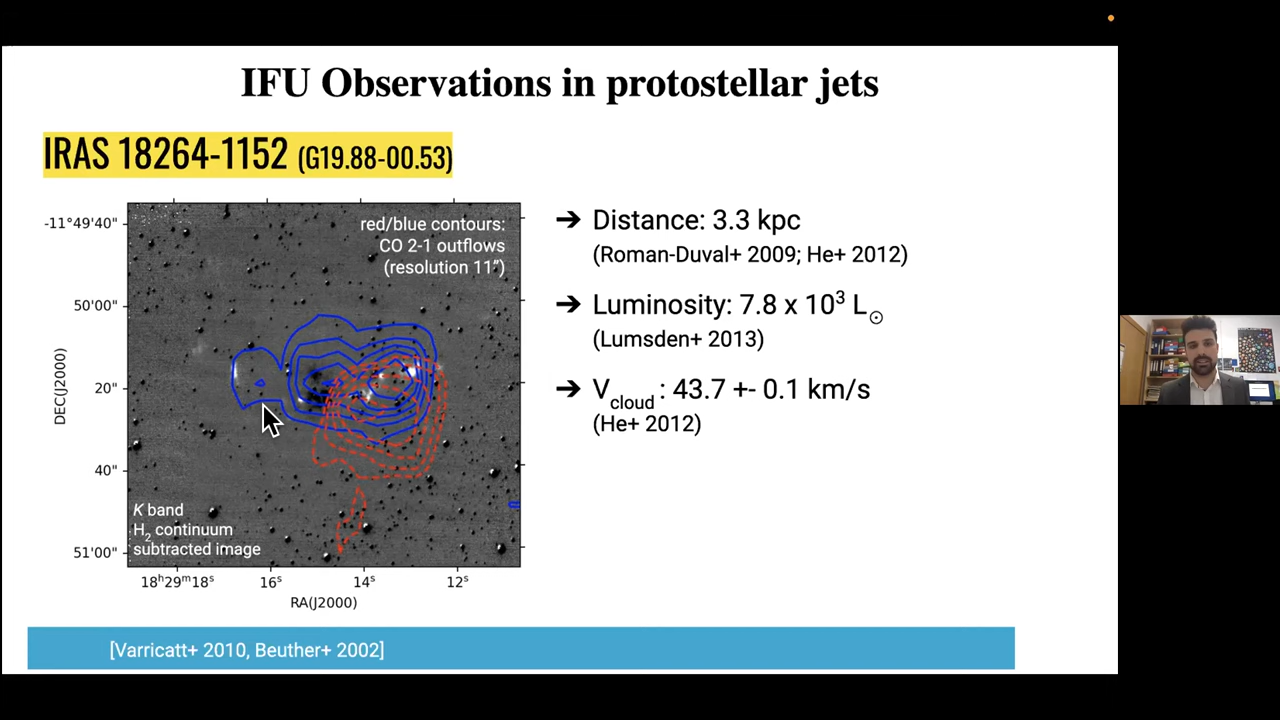 IFU Observations in protostellar jets
IRAS 18264-1152 (G19.88-00.53)
red/blue contours:
CO 2-1 outflows
(resolution 11”)
-11°49'40"
50'00"
20"
40"
51'00"
DEC(J2000)
K band
H₂ continuum
subtracted image
18ʰ29ᵐ18ˢ
16ˢ
14ˢ
12ˢ
RA(J2000)
➔ Distance: 3.3 kpc
(Roman-Duval+ 2009; He+ 2012)
➔ Luminosity: 7.8 x 10³ L☉
(Lumsden+ 2013)
➔ Vcloud : 43.7 +- 0.1 km/s
(He+ 2012)
[Varricatt+ 2010, Beuther+ 2002]